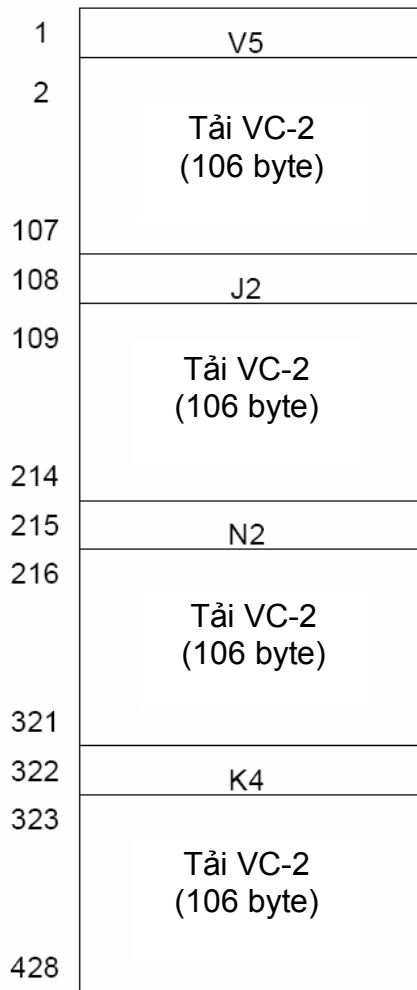 1
V5
2
Tải VC-2
(106 byte)
107
108
J2
109
Tải VC-2
(106 byte)
214
215
N2
216
Tải VC-2
(106 byte)
321
322
K4
323
Tải VC-2
(106 byte)
428